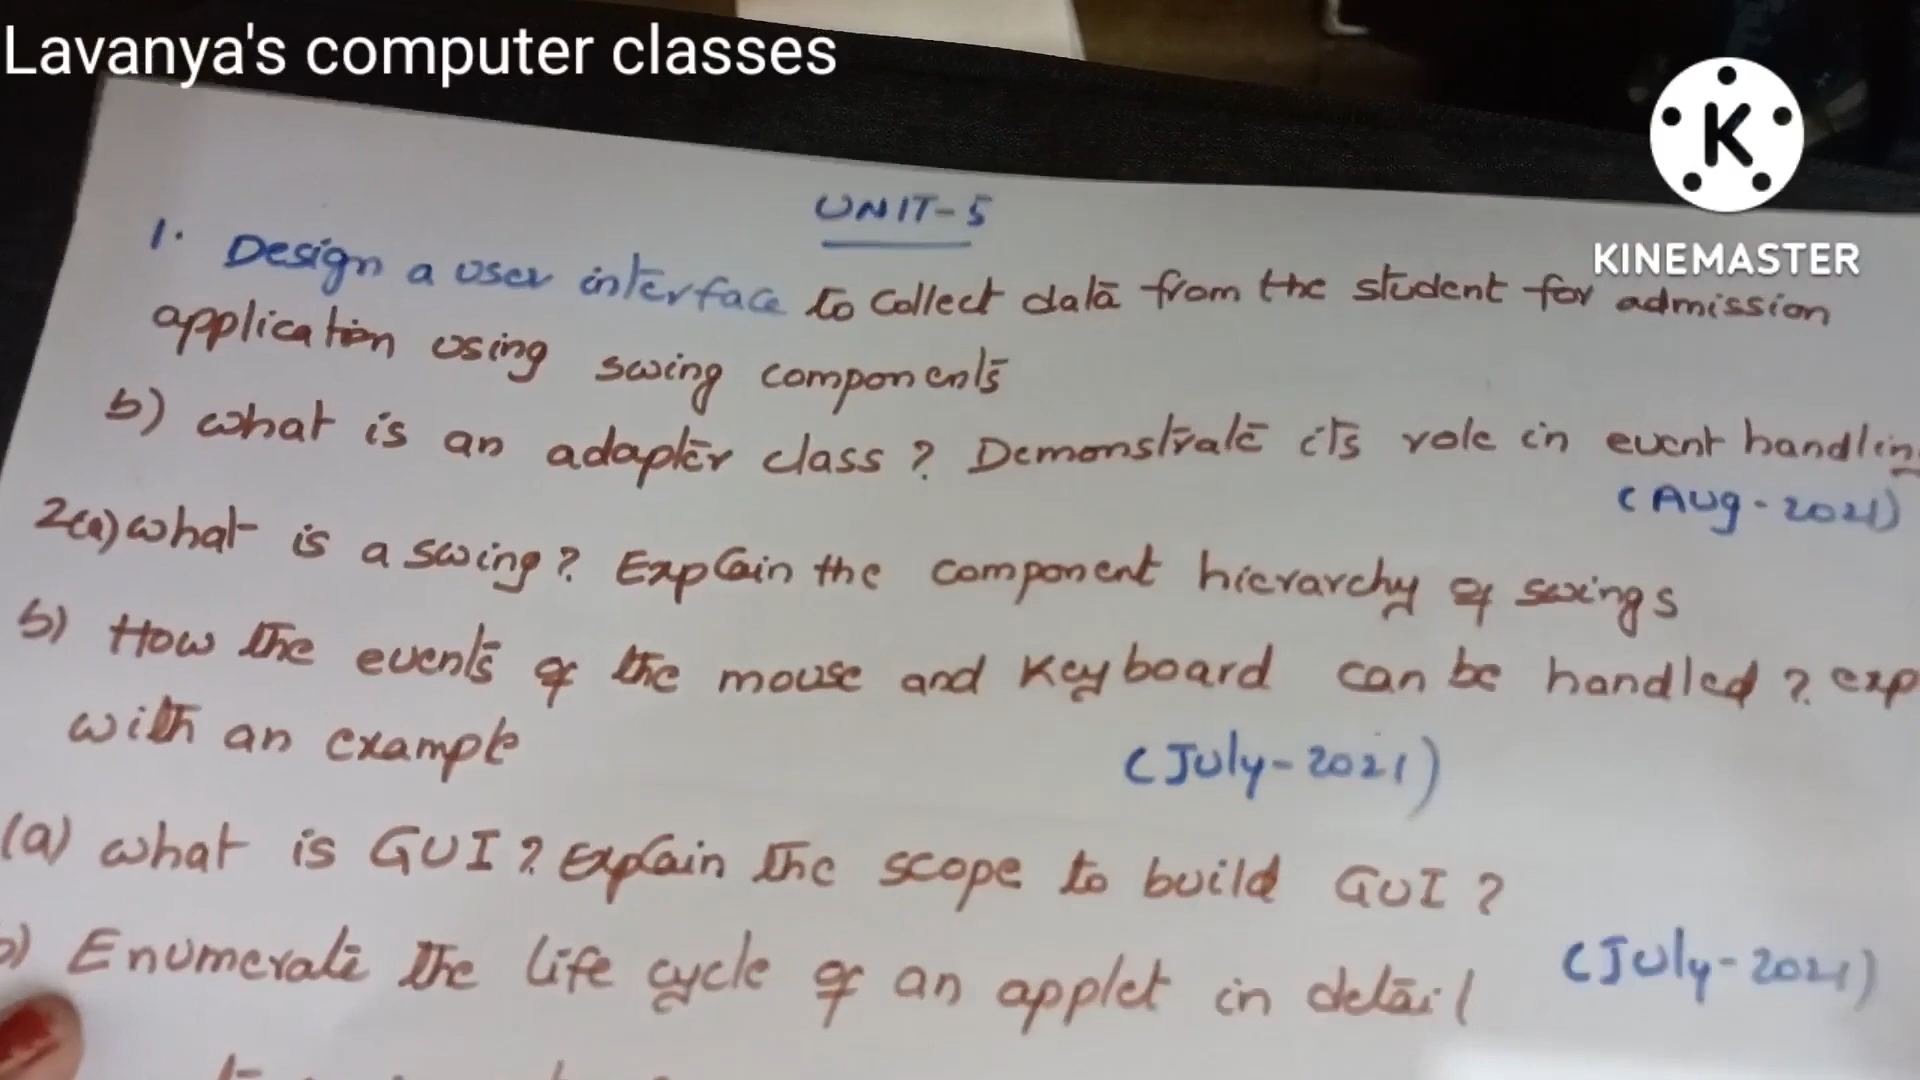 Lavanya's computer classes
K
KINEMASTER
UNIT-5
1. Design a user interface to collect data from the student for admission
application using swing components
b) what is an adapter class? Demonstrate its role in event handling
(Aug-2021)
2(a) what is a swing? Explain the component hierarchy of swings
b) How the events of the mouse and keyboard can be handled? exp
with an example
(July-2021)
(a) what is GUI? Explain the scope to build GUI?
b) Enumerate the life cycle of an applet in detail
(July-2021)